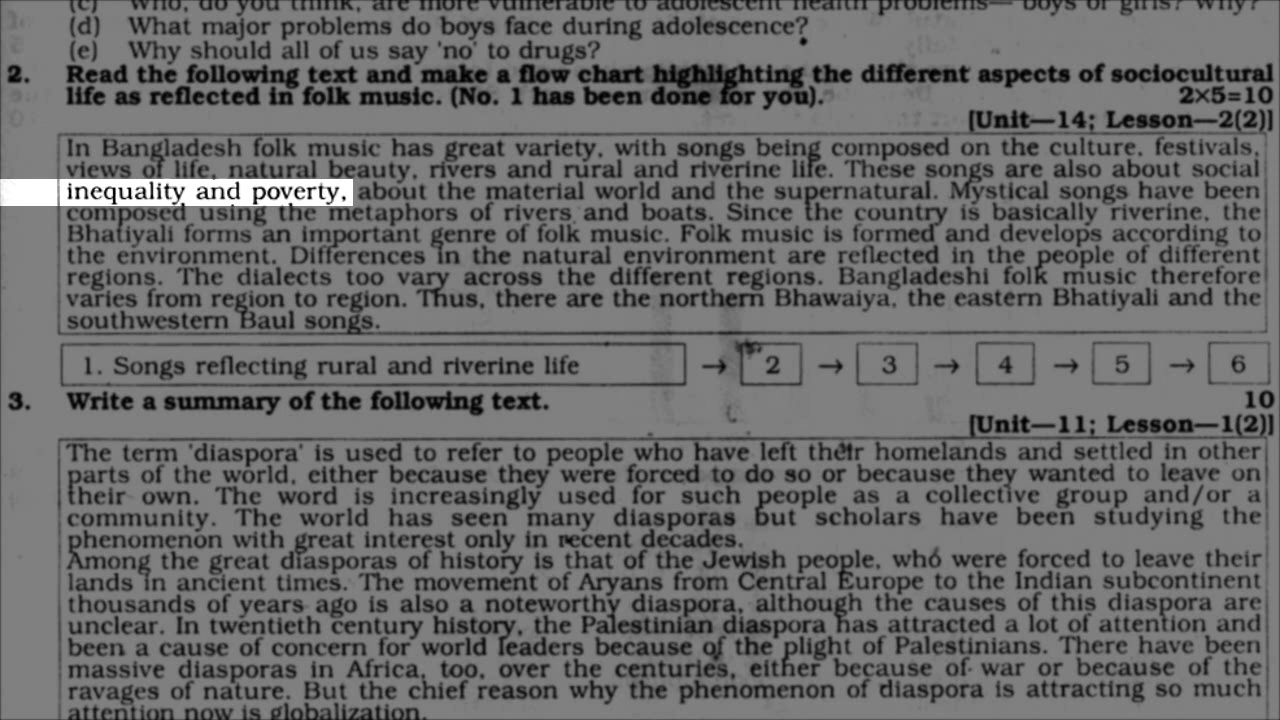 (c) Who, do you think, are more vulnerable to adolescent health problems— boys or girls? Why?
(d) What major problems do boys face during adolescence?
(e) Why should all of us say 'no' to drugs?
2. Read the following text and make a flow chart highlighting the different aspects of sociocultural
life as reflected in folk music. (No. 1 has been done for you). 2×5=10
[Unit—14; Lesson—2(2)]
In Bangladesh folk music has great variety, with songs being composed on the culture, festivals,
views of life, natural beauty, rivers and rural and riverine life. These songs are also about social
inequality and poverty, about the material world and the supernatural. Mystical songs have been
composed using the metaphors of rivers and boats. Since the country is basically riverine, the
Bhatiyali forms an important genre of folk music. Folk music is formed and develops according to
the environment. Differences in the natural environment are reflected in the people of different
regions. The dialects too vary across the different regions. Bangladeshi folk music therefore
varies from region to region. Thus, there are the northern Bhawaiya, the eastern Bhatiyali and the
southwestern Baul songs.
1. Songs reflecting rural and riverine life → 2 → 3 → 4 → 5 → 6
3. Write a summary of the following text. 10
[Unit—11; Lesson—1(2)]
The term 'diaspora' is used to refer to people who have left their homelands and settled in other
parts of the world, either because they were forced to do so or because they wanted to leave on
their own. The word is increasingly used for such people as a collective group and/or a
community. The world has seen many diasporas but scholars have been studying the
phenomenon with great interest only in recent decades.
Among the great diasporas of history is that of the Jewish people, who were forced to leave their
lands in ancient times. The movement of Aryans from Central Europe to the Indian subcontinent
thousands of years ago is also a noteworthy diaspora, although the causes of this diaspora are
unclear. In twentieth century history, the Palestinian diaspora has attracted a lot of attention and
been a cause of concern for world leaders because of the plight of Palestinians. There have been
massive diasporas in Africa, too, over the centuries, either because of war or because of the
ravages of nature. But the chief reason why the phenomenon of diaspora is attracting so much
attention now is globalization.